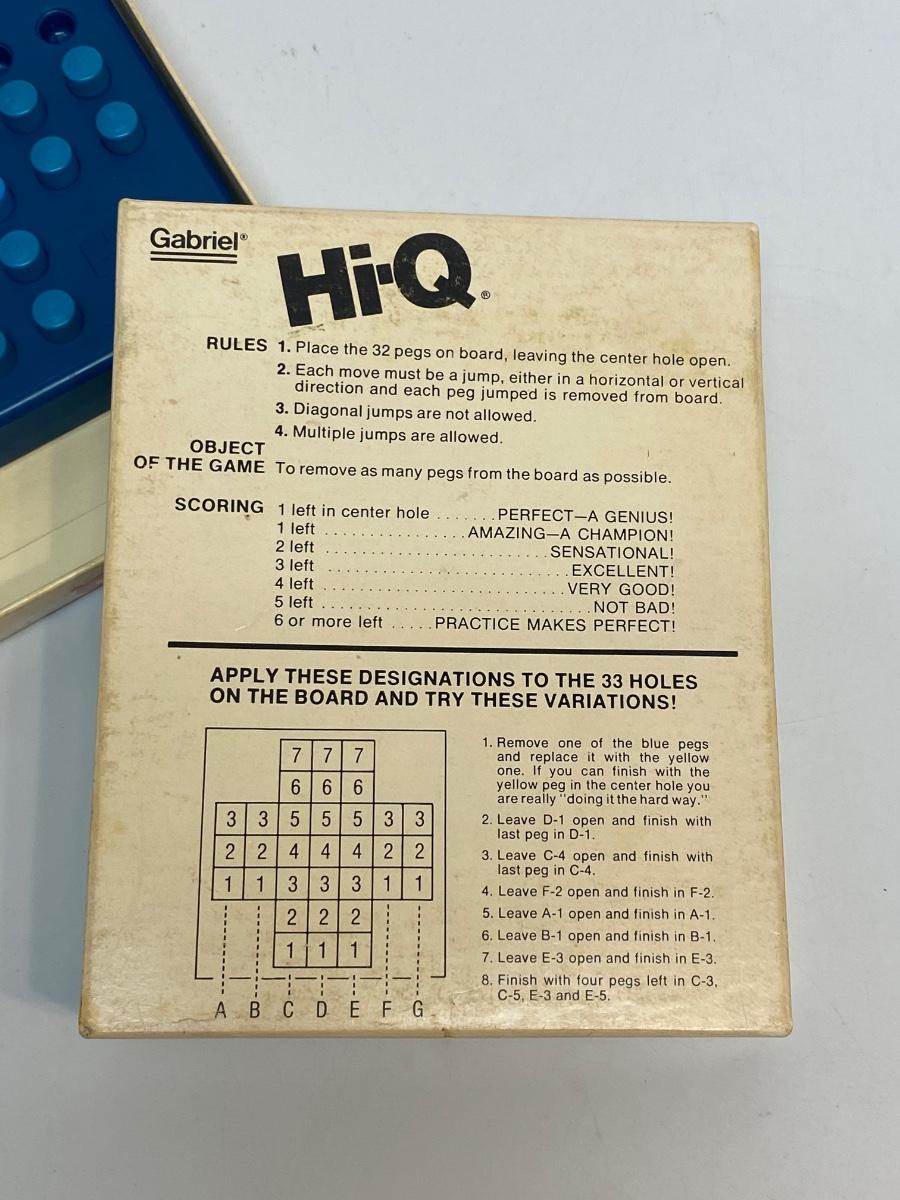 Gabriel®
Hi-Q®
RULES 1. Place the 32 pegs on board, leaving the center hole open.
2. Each move must be a jump, either in a horizontal or vertical
direction and each peg jumped is removed from board.
3. Diagonal jumps are not allowed.
4. Multiple jumps are allowed.
OBJECT
OF THE GAME To remove as many pegs from the board as possible.
SCORING 1 left in center hole .......PERFECT—A GENIUS!
1 left ................AMAZING—A CHAMPION!
2 left .........................SENSATIONAL!
3 left ...........................EXCELLENT!
4 left ...........................VERY GOOD!
5 left ..............................NOT BAD!
6 or more left .....PRACTICE MAKES PERFECT!
APPLY THESE DESIGNATIONS TO THE 33 HOLES
ON THE BOARD AND TRY THESE VARIATIONS!
7 7 7
6 6 6
3 3 5 5 5 3 3
2 2 4 4 4 2 2
1 1 3 3 3 1 1
2 2 2
1 1 1
A B C D E F G
1. Remove one of the blue pegs
and replace it with the yellow
one. If you can finish with the
yellow peg in the center hole you
are really "doing it the hard way."
2. Leave D-1 open and finish with
last peg in D-1.
3. Leave C-4 open and finish with
last peg in C-4.
4. Leave F-2 open and finish in F-2.
5. Leave A-1 open and finish in A-1.
6. Leave B-1 open and finish in B-1.
7. Leave E-3 open and finish in E-3.
8. Finish with four pegs left in C-3,
C-5, E-3 and E-5.